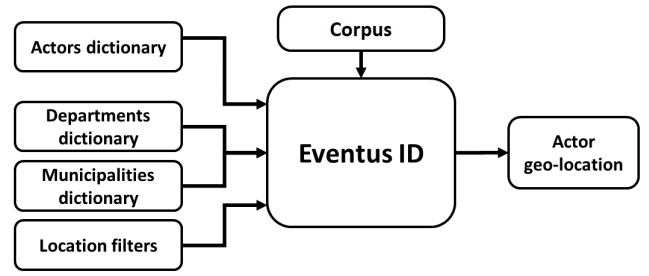 Corpus
Actors dictionary
Departments
dictionary
Municipalities
dictionary
Location filters
Eventus ID
Actor
geo-location